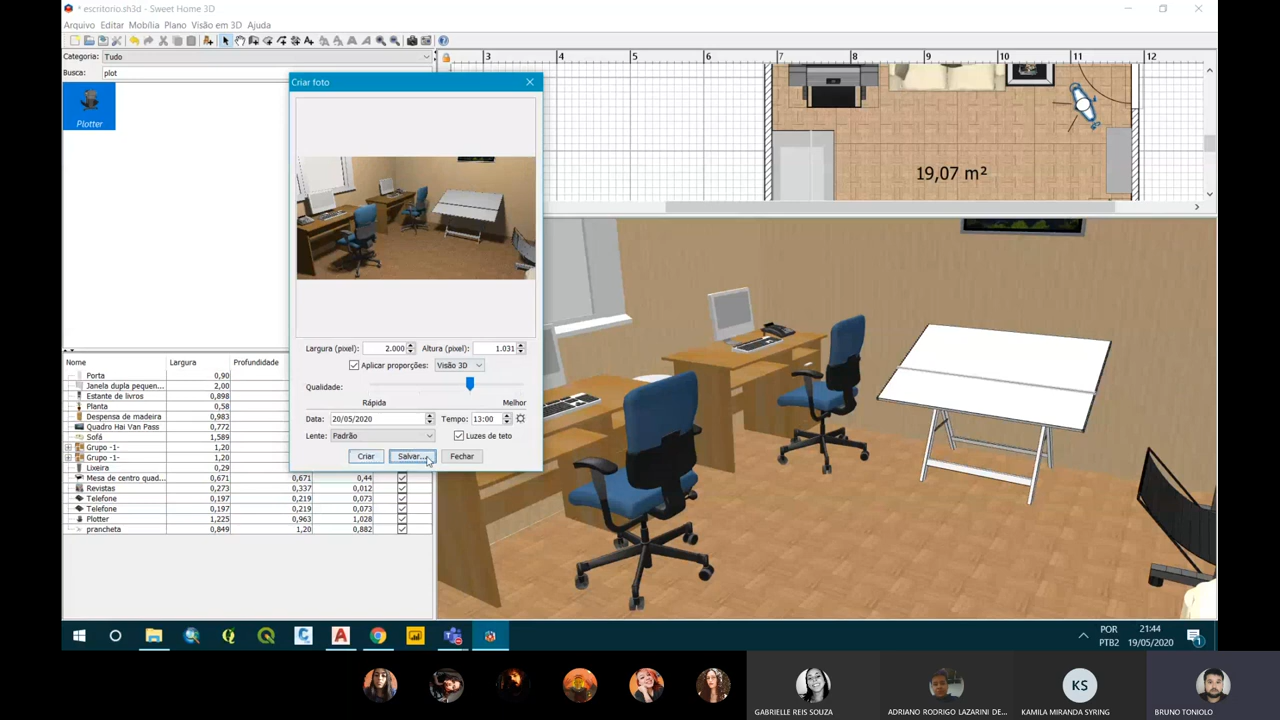 * escritorio.sh3d - Sweet Home 3D
Arquivo Editar Mobília Plano Visão em 3D Ajuda
Categoria: Tudo
Busca: plot
Plotter
3 4 5 6 7 8 9 10 11 12
19,07 m²
Criar foto
Largura (pixel): 2.000 Altura (pixel): 1.031
Aplicar proporções: Visão 3D
Qualidade:
Rápida Melhor
Data: 20/05/2020 Tempo: 13:00
Lente: Padrão Luzes de teto
Criar Salvar... Fechar
Nome Largura Profundidade
Porta 0,90
Janela dupla pequen... 2,00
Estante de livros 0,898
Planta 0,58
Despensa de madeira 0,983
Quadro Hai Van Pass 2,00
Sofá 1,589
Grupo -1- 1,20
Grupo -1- 1,20
Lixeira 0,29
Mesa de centro quad... 0,671 0,671 0,44
Revistas 0,273 0,337 0,012
Telefone 0,197 0,219 0,073
Telefone 0,197 0,219 0,073
Plotter 1,225 0,963 1,028
prancheta 0,849 1,20 0,882
POR
PTB2
21:44
19/05/2020
1
GABRIELLE REIS SOUZA
ADRIANO RODRIGO LAZARINI DE...
KS
KAMILA MIRANDA SYRING
BRUNO TONIOLO